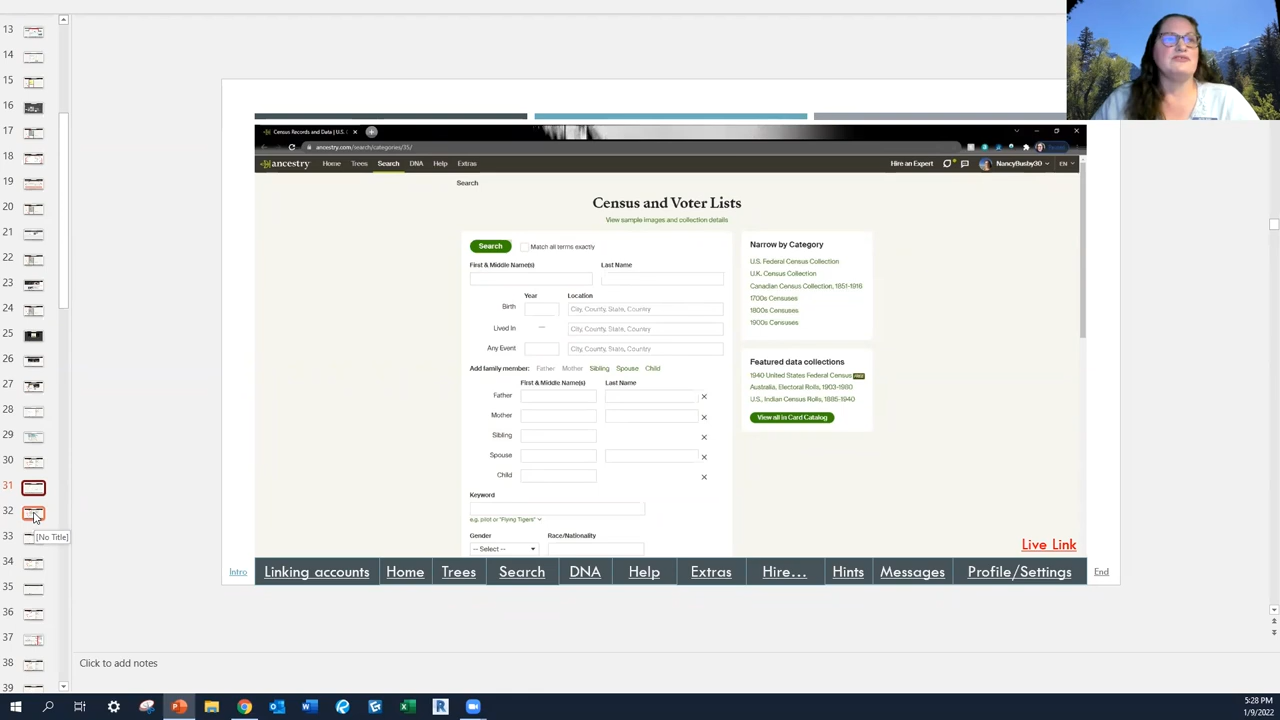 13
14
15
16
20
21
22
23
24
25
26
27
28
29
30
31
32
[No Title]
33
34
36
37
38
39
Census Records and Data | U.S.
ancestry.com/search/categories/35/
ancestry Home Trees Search DNA Help Extras Hire an Expert NancyBusby30 EN
Search
Census and Voter Lists
View sample images and collection details
Search Match all terms exactly
First & Middle Name(s) Last Name
Year Location
Birth City, County, State, Country
Lived In — City, County, State, Country
Any Event City, County, State, Country
Add family member: Father Mother Sibling Spouse Child
First & Middle Name(s) Last Name
Father
Mother
Sibling
Spouse
Child
Keyword
e.g. pilot or "Flying Tigers"
Gender Race/Nationality
-- Select --
Narrow by Category
U.S. Federal Census Collection
U.K. Census Collection
Canadian Census Collection, 1851-1916
1700s Censuses
1800s Censuses
1900s Censuses
Featured data collections
1940 United States Federal Census FREE
Australia, Electoral Rolls, 1903-1980
U.S., Indian Census Rolls, 1885-1940
View all in Card Catalog
Live Link
Intro Linking accounts Home Trees Search DNA Help Extras Hire... Hints Messages Profile/Settings End
Click to add notes
5:28 PM
1/9/2022